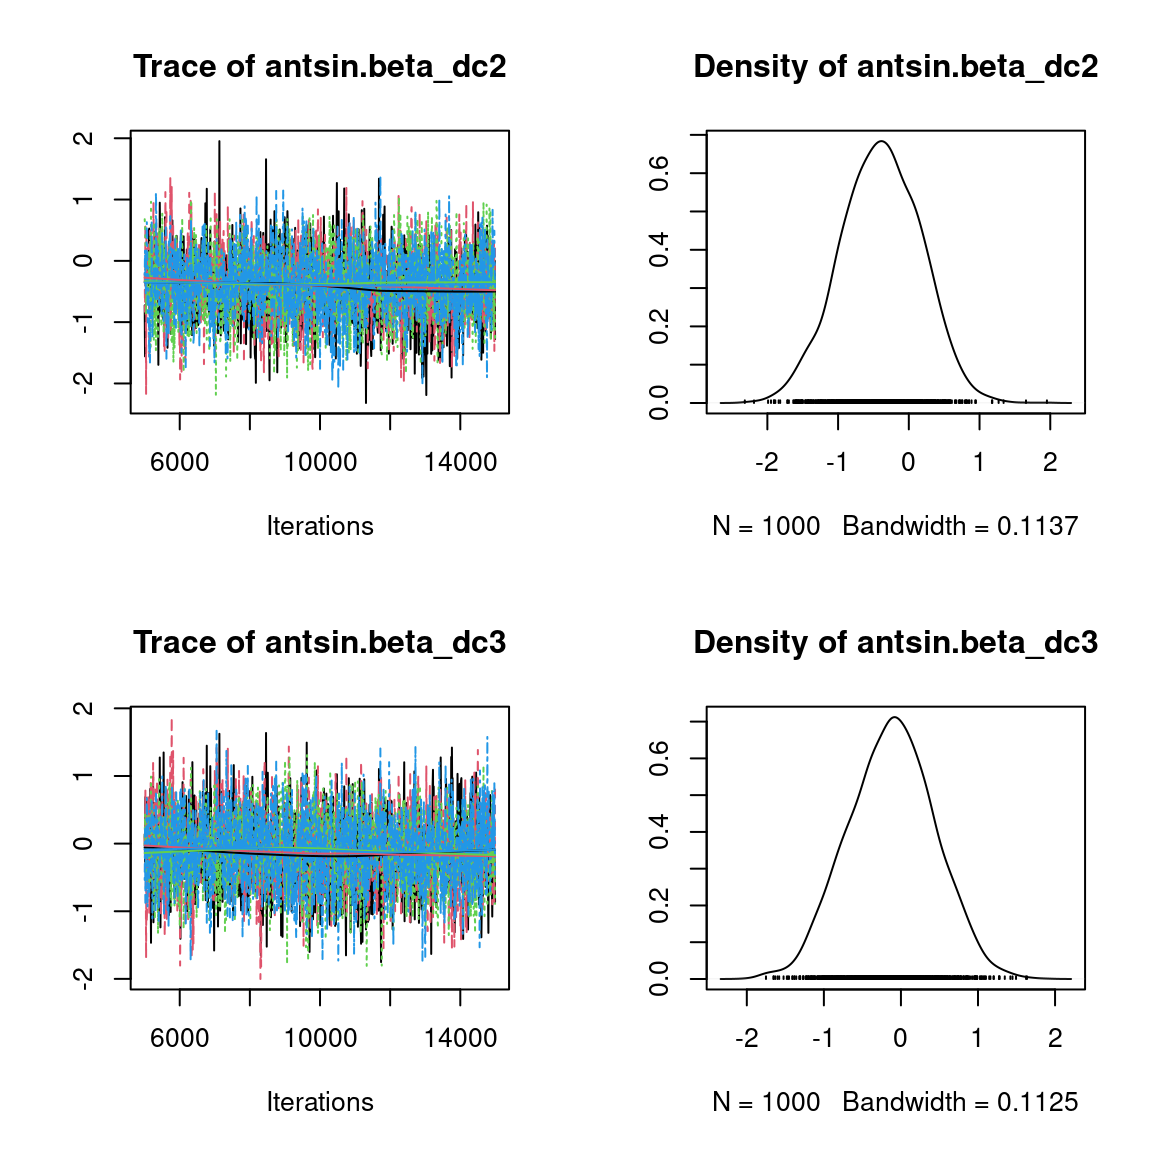 Trace of antsin.beta_dc2
2
1
0
-1
-2
6000 10000 14000
Iterations
Density of antsin.beta_dc2
0.6
0.4
0.2
0.0
-2 -1 0 1 2
N = 1000 Bandwidth = 0.1137
Trace of antsin.beta_dc3
2
1
0
-1
-2
6000 10000 14000
Iterations
Density of antsin.beta_dc3
0.6
0.4
0.2
0.0
-2 -1 0 1 2
N = 1000 Bandwidth = 0.1125